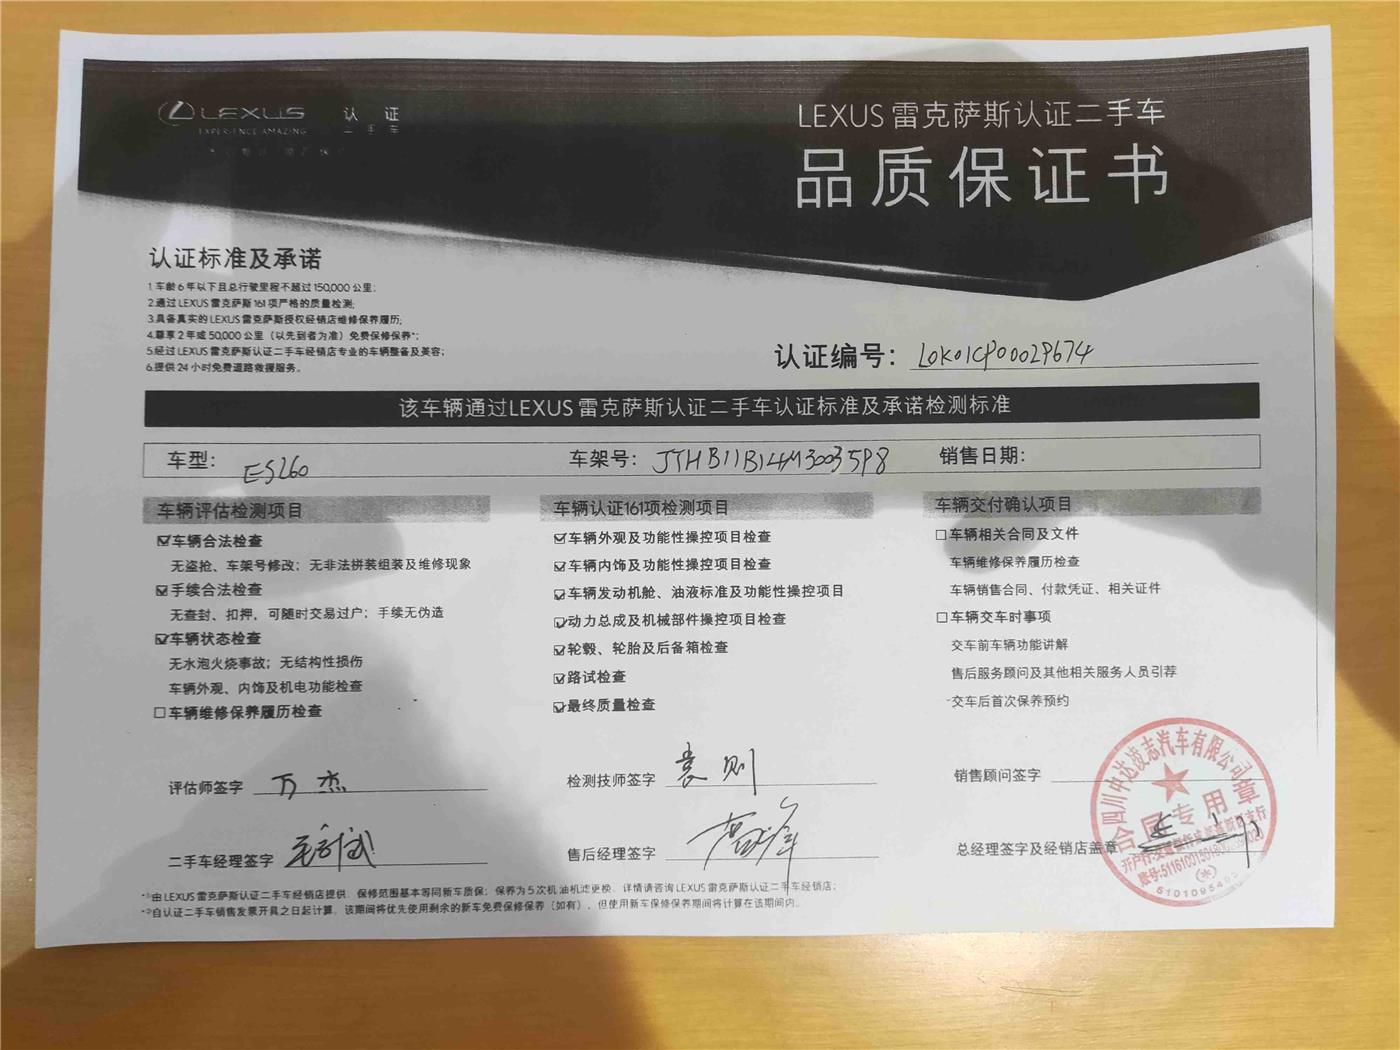 LEXUS 认证
EXPERIENCE AMAZING 二手车
LEXUS 雷克萨斯认证二手车
品质保证书
认证标准及承诺
1.车龄6年以下且总行驶里程不超过150,000公里；
2.通过LEXUS雷克萨斯161项严格的质量检测；
3.具备真实的LEXUS雷克萨斯授权经销店维修保养履历；
4.尊享2年或50,000公里（以先到者为准）免费保修保养*；
5.经过LEXUS雷克萨斯认证二手车经销店专业的车辆整备及美容；
6.提供24小时免费道路救援服务。
认证编号：
该车辆通过LEXUS雷克萨斯认证二手车认证标准及承诺检测标准
车型：ES260 车架号： 销售日期：
车辆评估检测项目
☑车辆合法检查
无盗抢、车架号修改；无非法拼装组装及维修现象
☑手续合法检查
无查封、扣押，可随时交易过户；手续无伪造
☑车辆状态检查
无水泡火烧事故；无结构性损伤
车辆外观、内饰及机电功能检查
□车辆维修保养履历检查
评估师签字 万杰
二手车经理签字
车辆认证161项检测项目
☑车辆外观及功能性操控项目检查
☑车辆内饰及功能性操控项目检查
☑车辆发动机舱、油液标准及功能性操控项目
☑动力总成及机械部件操控项目检查
☑轮毂、轮胎及后备箱检查
☑路试检查
☑最终质量检查
检测技师签字 袁则
售后经理签字
车辆交付确认项目
□车辆相关合同及文件
车辆维修保养履历检查
车辆销售合同、付款凭证、相关证件
□车辆交车时事项
交车前车辆功能讲解
售后服务顾问及其他相关服务人员引荐
交车后首次保养预约
销售顾问签字
总经理签字及经销店盖章
四川中达凌志汽车有限公司
合同专用章
*¹由LEXUS雷克萨斯认证二手车经销店提供，保修范围基本等同新车质保；保养为5次机油机滤更换，详情请咨询LEXUS雷克萨斯认证二手车经销店；
*²自认证二手车销售发票开具之日起计算，该期间将优先使用剩余的新车免费保修保养（如有），但使用新车保修保养期间将计算在该期间内。